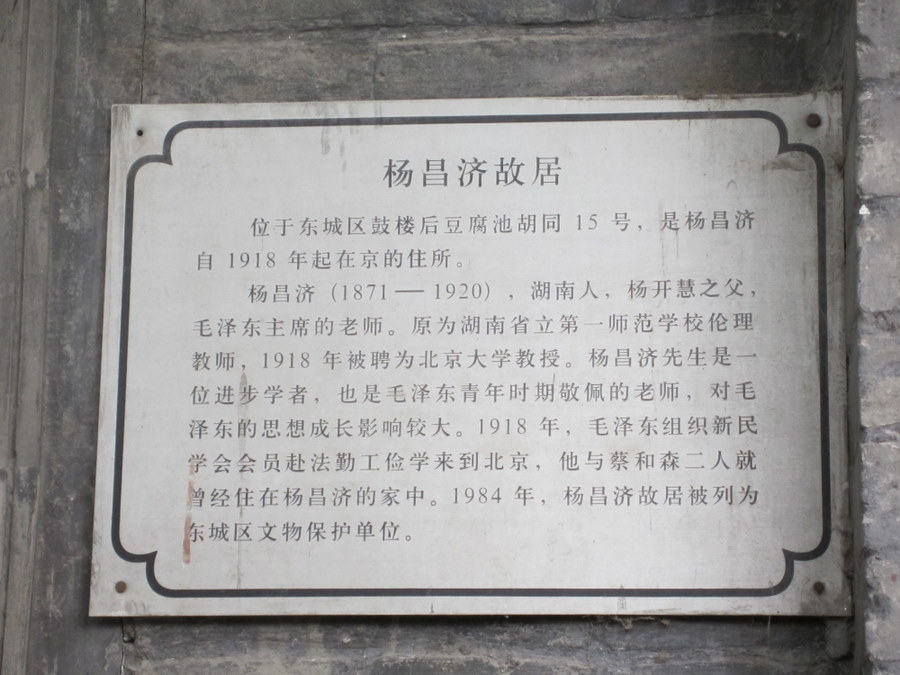 杨昌济故居
位于东城区鼓楼后豆腐池胡同 15 号，是杨昌济
自 1918 年起在京的住所。
杨昌济（1871 — 1920），湖南人，杨开慧之父，
毛泽东主席的老师。原为湖南省立第一师范学校伦理
教师，1918 年被聘为北京大学教授。杨昌济先生是一
位进步学者，也是毛泽东青年时期敬佩的老师，对毛
泽东的思想成长影响较大。1918 年，毛泽东组织新民
学会会员赴法勤工俭学来到北京，他与蔡和森二人就
曾经住在杨昌济的家中。1984 年，杨昌济故居被列为
东城区文物保护单位。